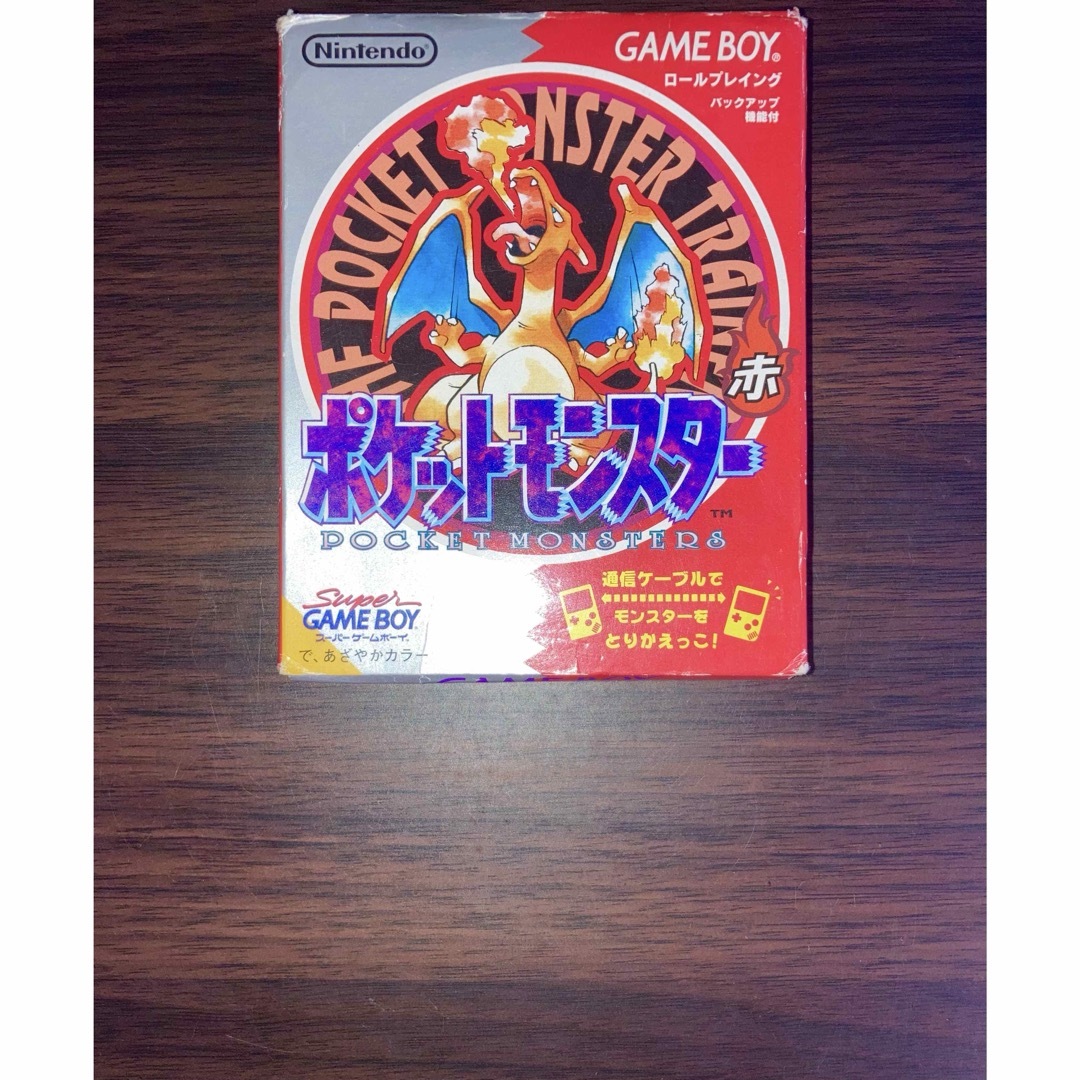 Nintendo
GAME BOY®
ロールプレイング
バックアップ
機能付
THE POCKET MONSTER TRAINER
赤
ポケットモンスター
TM
POCKET MONSTERS
通信ケーブルで
モンスターを
とりかえっこ!
Super
GAME BOY
スーパーゲームボーイ
で、あざやかカラー
GAME BOY